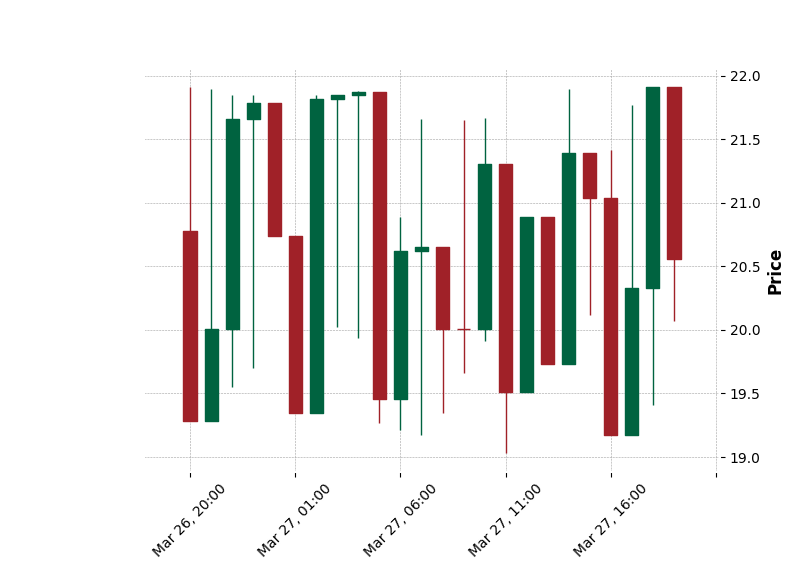 22.0
21.5
21.0
20.5
20.0
19.5
19.0
Price
Mar 26, 20:00
Mar 27, 01:00
Mar 27, 06:00
Mar 27, 11:00
Mar 27, 16:00